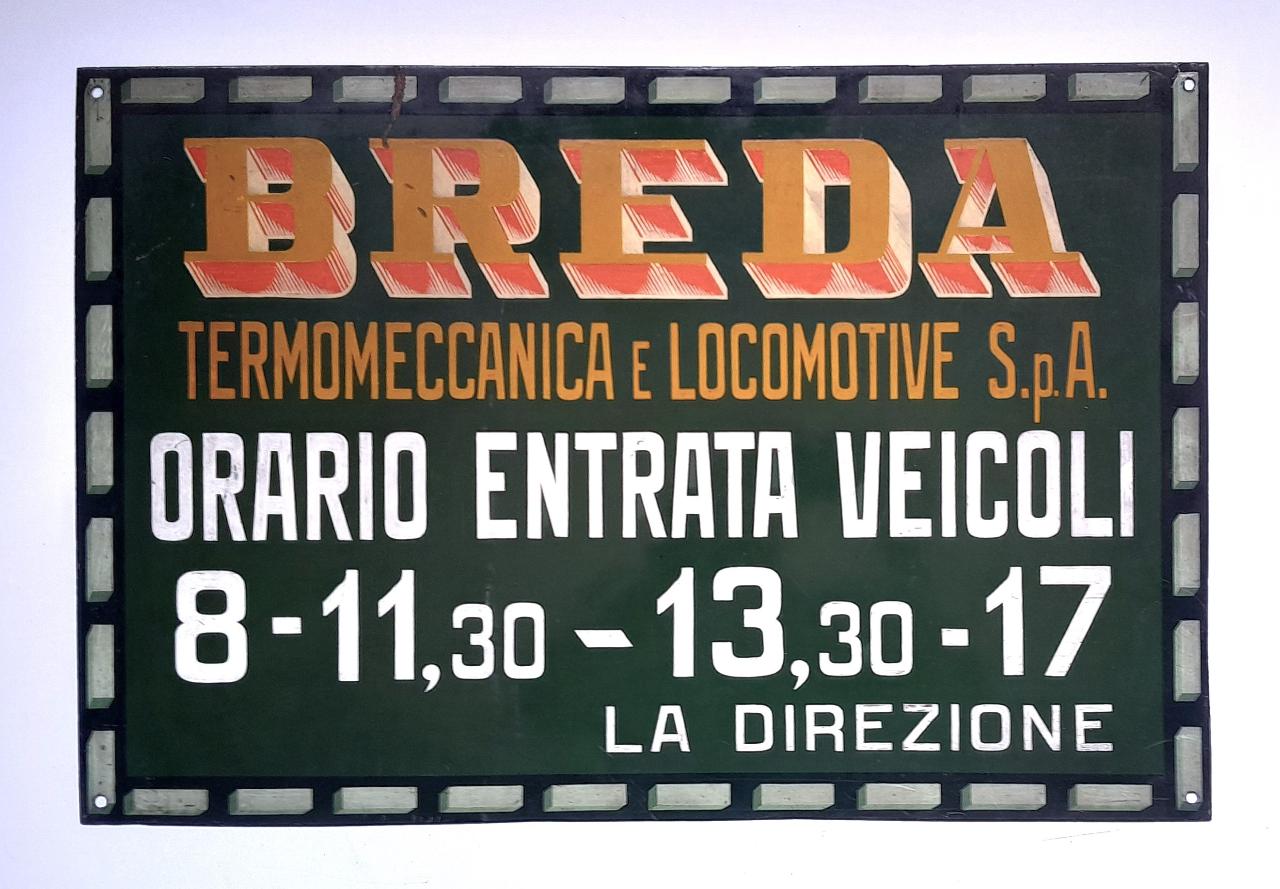 BREDA
TERMOMECCANICA E LOCOMOTIVE S.p.A.
ORARIO ENTRATA VEICOLI
8-11,30 - 13,30-17
LA DIREZIONE